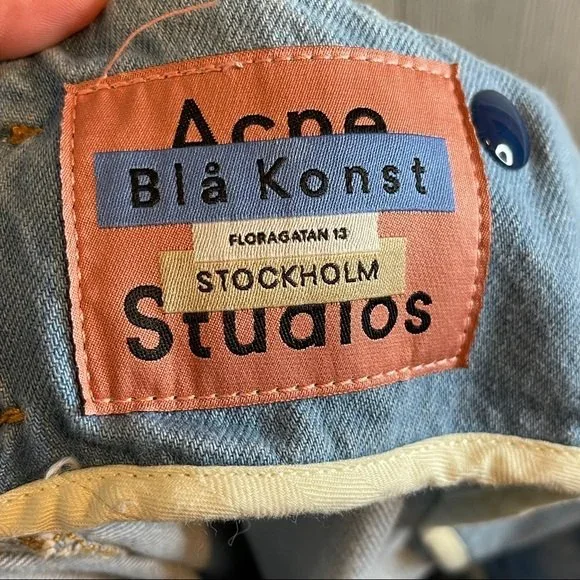 Acne
Blå Konst
FLORAGATAN 13
STOCKHOLM
Studios